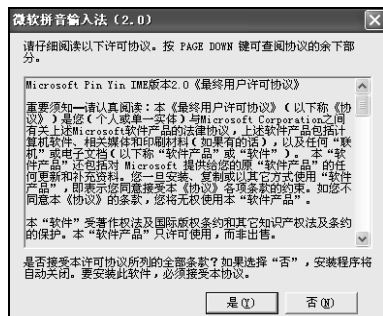 微软拼音输入法（2.0）
请仔细阅读以下许可协议。按 PAGE DOWN 键可查阅协议的余下部
分。
Microsoft Pin Yin IME版本2.0《最终用户许可协议》
重要须知—请认真阅读：本《最终用户许可协议》（以下称《协
议》）是您（个人或单一实体）与Microsoft Corporation之间
有关上述Microsoft软件产品的法律协议，上述软件产品包括计
算机软件、相关媒体和印刷材料（如果有的话），以及任何“联
机”或电子文档（以下称“软件产品”或“软件”）。本“软
件产品”还包括对 Microsoft 提供给您的原“软件产品”的任
何更新和补充资料。您一旦安装、复制或以其它方式使用“软件
产品”，即表示您同意接受本《协议》各项条款的约束。如您不
同意本《协议》的条款，您将无权使用本“软件产品”。
本“软件”受著作权法及国际版权条约和其它知识产权法及条约
的保护。本“软件产品”只许可使用，而非出售。
是否接受本许可协议所列的全部条款？如果选择“否”，安装程序将
自动关闭。要安装此软件，必须接受本协议。
是(Y) 否(N)